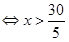 ⇔ x > 30/5